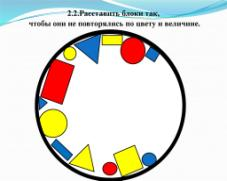 2.2.Расставить блоки так,
чтобы они не повторялись по цвету и величине.